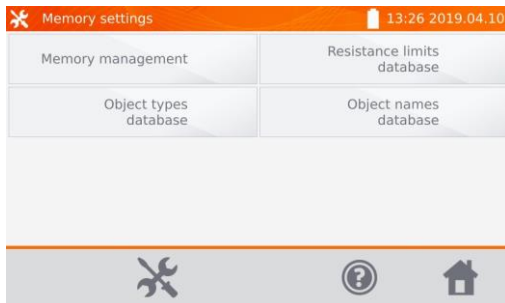 Memory settings
13:26 2019.04.10
Memory management
Resistance limits
database
Object types
database
Object names
database
?